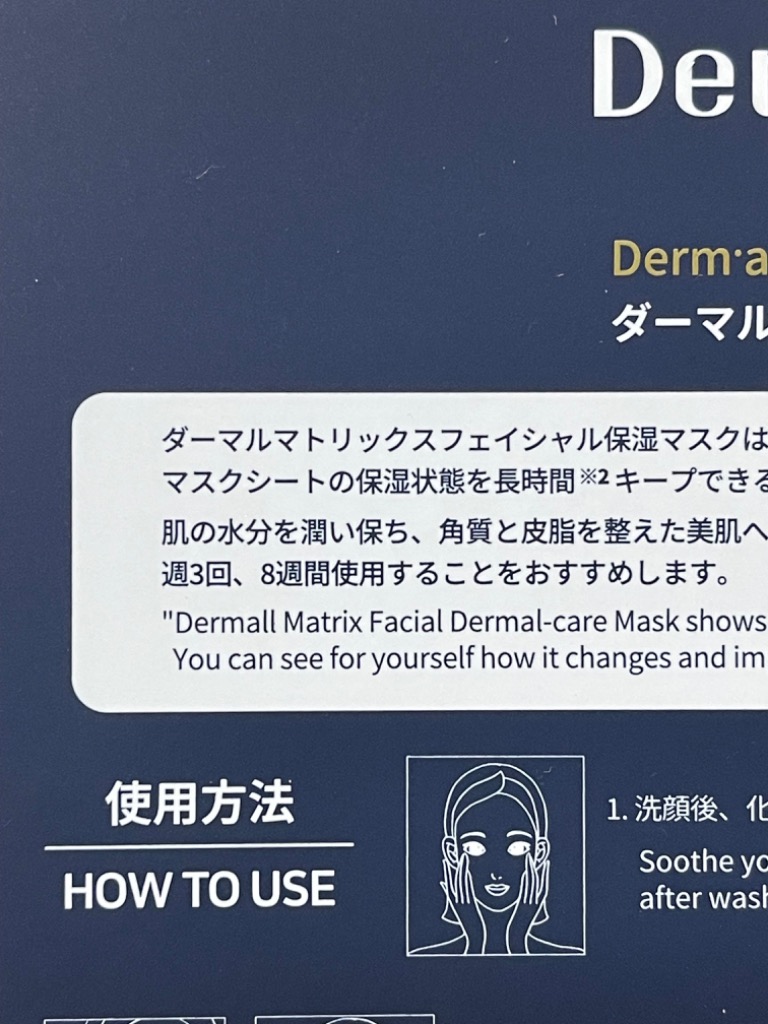 De
Derm·a
ダーマル
ダーマルマトリックスフェイシャル保湿マスクは
マスクシートの保湿状態を長時間※2キープできる
肌の水分を潤い保ち、角質と皮脂を整えた美肌へ
週3回、8週間使用することをおすすめします。
"Dermall Matrix Facial Dermal-care Mask shows
You can see for yourself how it changes and im
使用方法
HOW TO USE
1. 洗顔後、化
Soothe yo
after wash